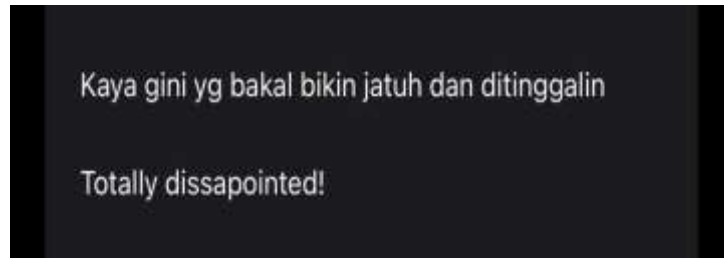 Kaya gini yg bakal bikin jatuh dan ditinggalin
Totally dissapointed!